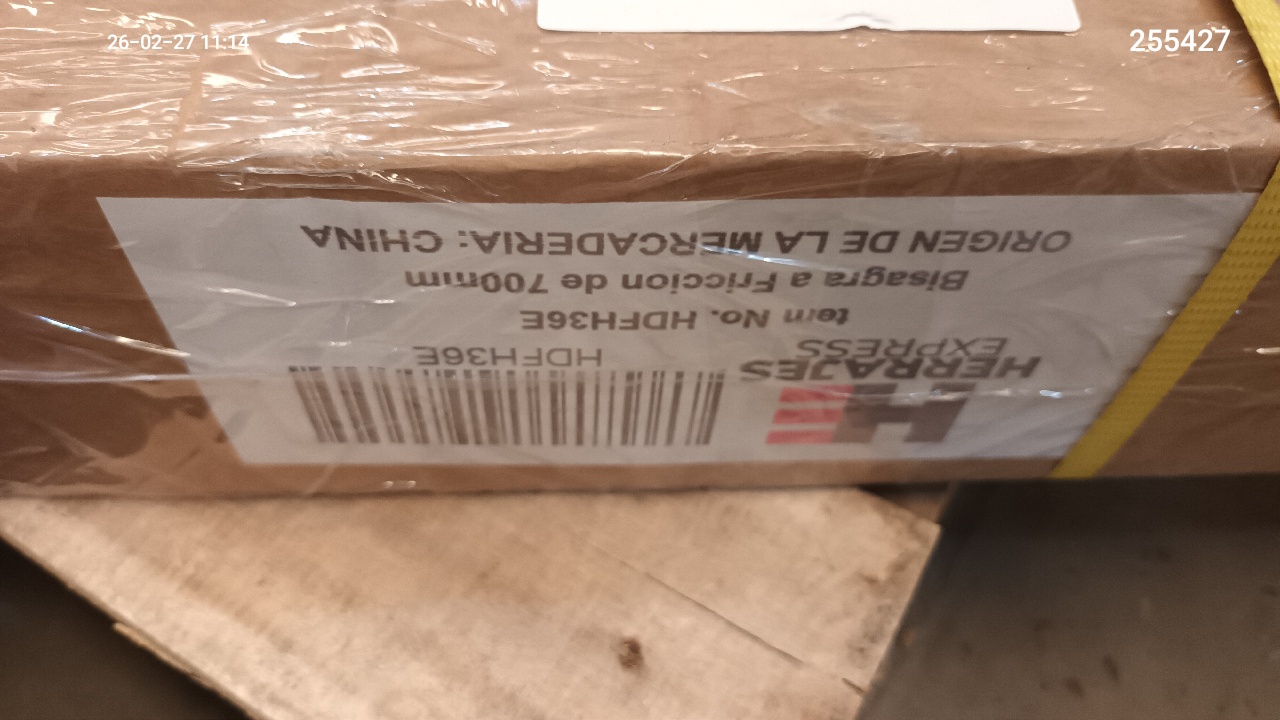 26-02-27 11:14
255427
HERRAJES
EXPRESS
HDFH36E
tem No. HDFH36E
Bisagra a Friccion de 700mm
ORIGEN DE LA MERCADERIA: CHINA